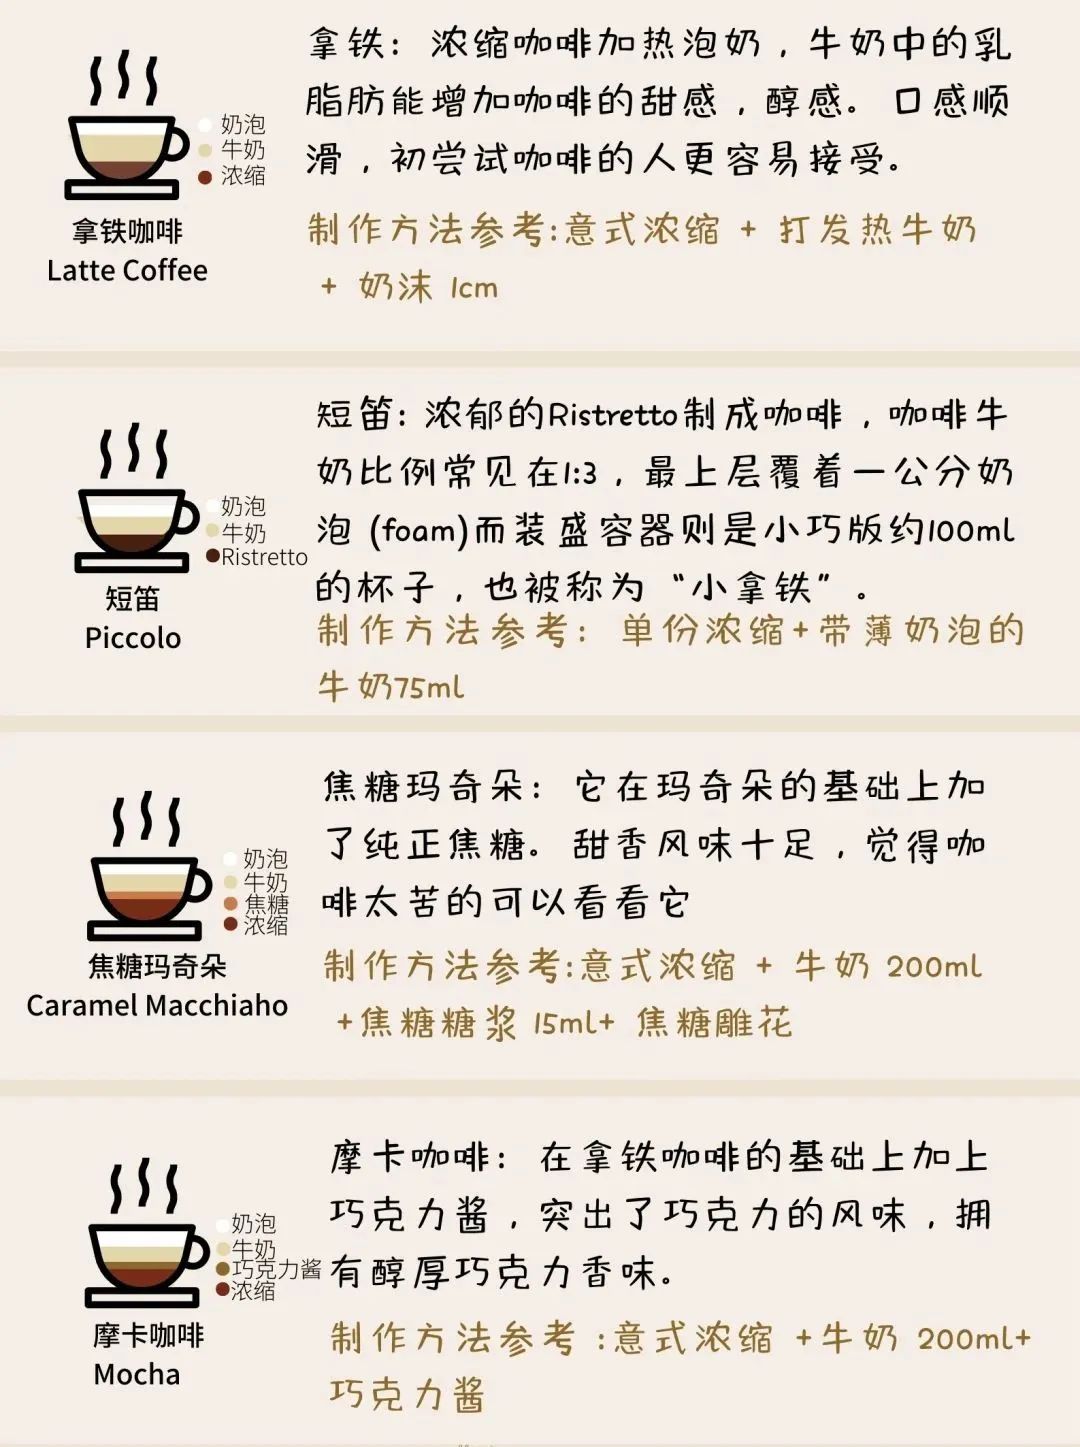 拿铁：浓缩咖啡加热泡奶，牛奶中的乳
脂肪能增加咖啡的甜感，醇感。口感顺
滑，初尝试咖啡的人更容易接受。
制作方法参考:意式浓缩 + 打发热牛奶
+ 奶沫 1cm
奶泡
牛奶
浓缩
拿铁咖啡
Latte Coffee
短笛: 浓郁的Ristretto制成咖啡，咖啡牛
奶比例常见在1:3，最上层覆着一公分奶
泡 (foam)而装盛容器则是小巧版约100ml
的杯子，也被称为“小拿铁”。
制作方法参考：单份浓缩+带薄奶泡的
牛奶75ml
奶泡
牛奶
Ristretto
短笛
Piccolo
焦糖玛奇朵：它在玛奇朵的基础上加
了纯正焦糖。甜香风味十足，觉得咖
啡太苦的可以看看它
制作方法参考:意式浓缩 + 牛奶 200ml
+焦糖糖浆 15ml+ 焦糖雕花
奶泡
牛奶
焦糖
浓缩
焦糖玛奇朵
Caramel Macchiaho
摩卡咖啡：在拿铁咖啡的基础上加上
巧克力酱，突出了巧克力的风味，拥
有醇厚巧克力香味。
制作方法参考 :意式浓缩 +牛奶 200ml+
巧克力酱
奶泡
牛奶
巧克力酱
浓缩
摩卡咖啡
Mocha